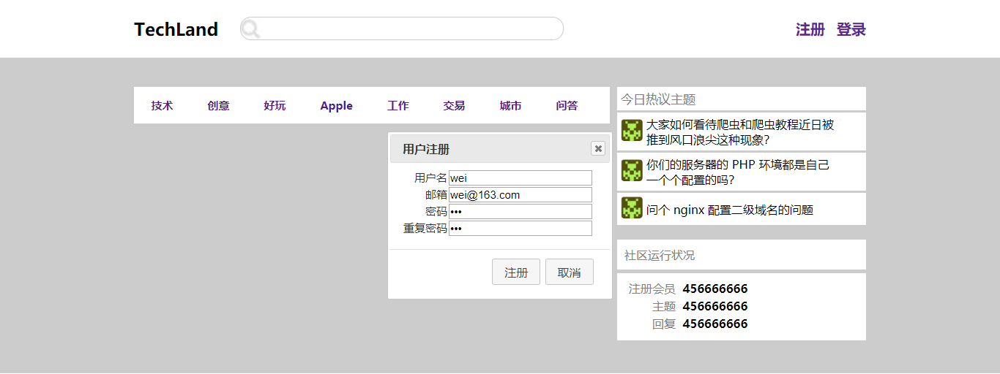 TechLand
注册 登录
技术 创意 好玩 Apple 工作 交易 城市 问答
用户注册
用户名 wei
邮箱 wei@163.com
密码 •••
重复密码 •••
注册 取消
今日热议主题
大家如何看待爬虫和爬虫教程近日被
推到风口浪尖这种现象?
你们的服务器的 PHP 环境都是自己
一个个配置的吗?
问个 nginx 配置二级域名的问题
社区运行状况
注册会员 456666666
主题 456666666
回复 456666666